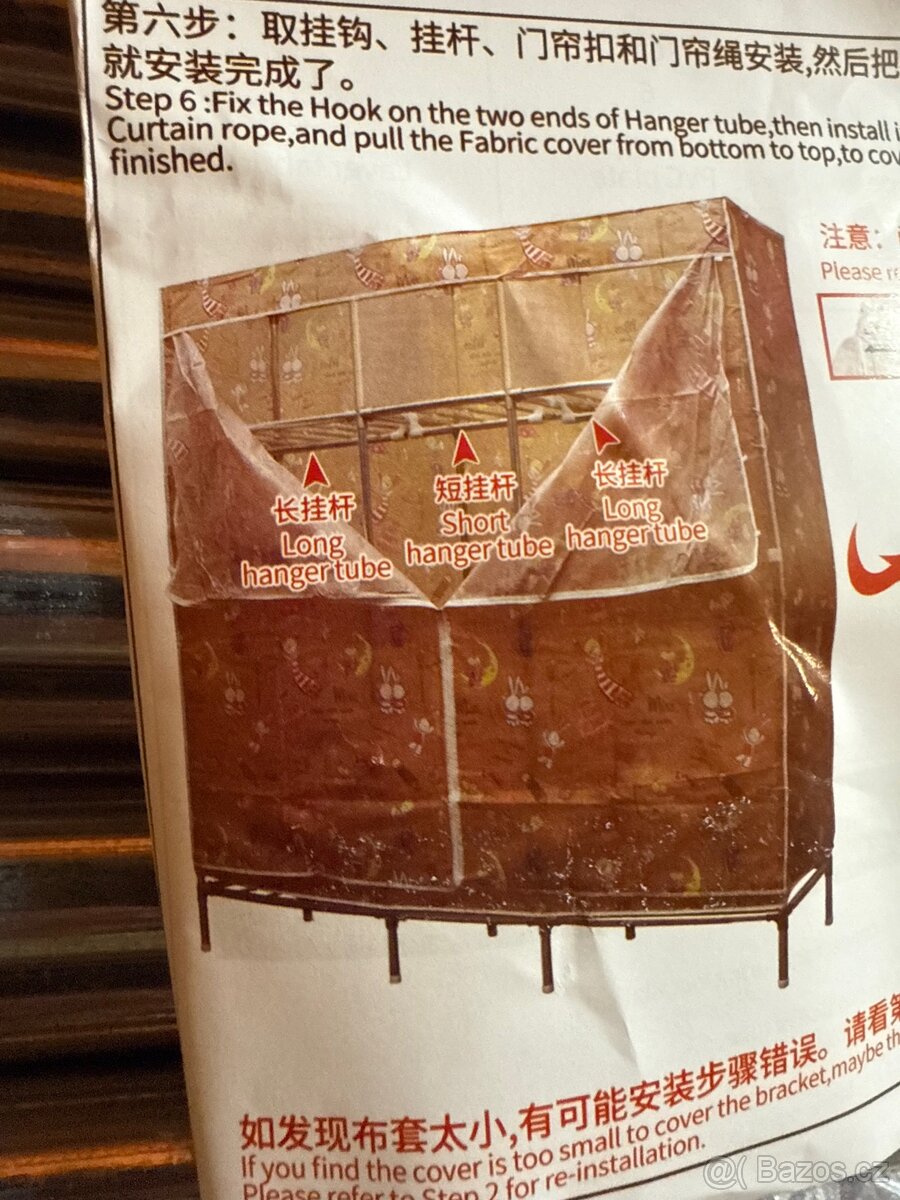 第六步：取挂钩、挂杆、门帘扣和门帘绳安装,然后把
就安装完成了。
Step 6 :Fix the Hook on the two ends of Hanger tube,then install
Curtain rope,and pull the Fabric cover from bottom to top,to
finished.
注意：
Please
长挂杆
Long
hanger tube
短挂杆
Short
hanger tube
长挂杆
Long
hanger tube
如发现布套太小,有可能安装步骤错误。请看第
If you find the cover is too small to cover the bracket,maybe
Please refer to Step 2 for re-installation.
@( Bazos.cz